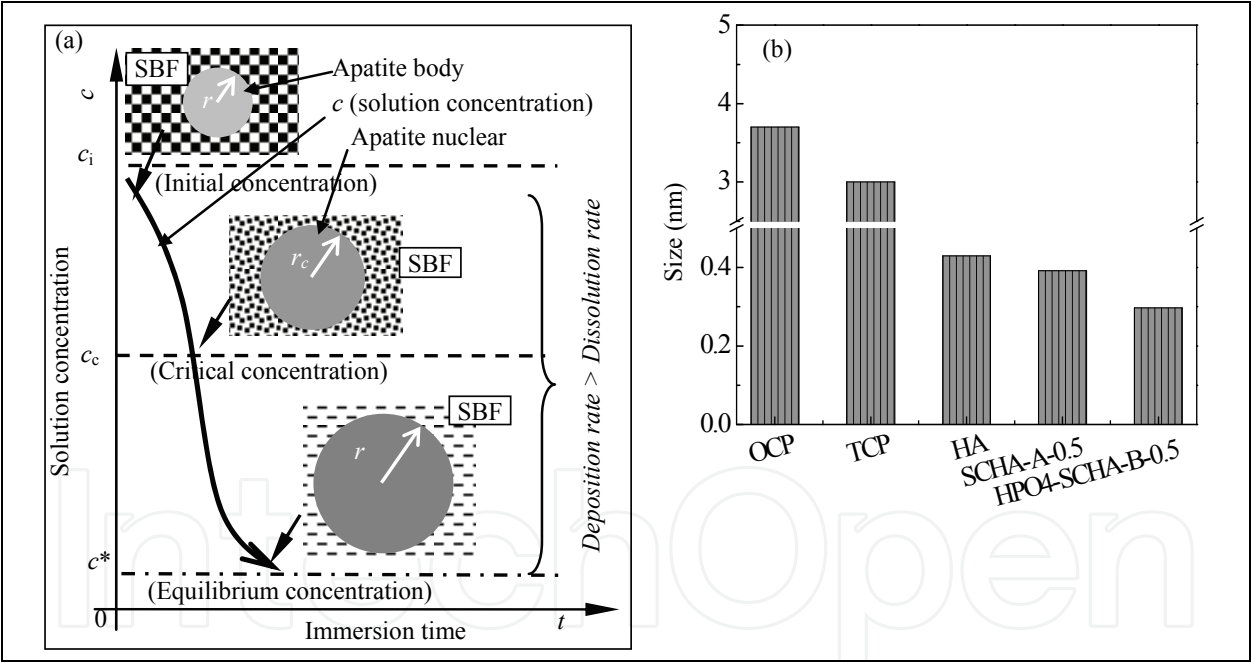 (a)
SBF
r
Apatite body
c (solution concentration)
Apatite nuclear
c
ci
(Initial concentration)
rc
SBF
Solution concentration
cc
(Critical concentration)
SBF
r
Deposition rate > Dissolution rate
c*
(Equilibrium concentration)
0
Immersion time
t
(b)
5
4
3
0.4
0.2
0.0
Size (nm)
OCP
TCP
HA
SCHA-A-0.5
HPO4-SCHA-B-0.5
IntechOpen